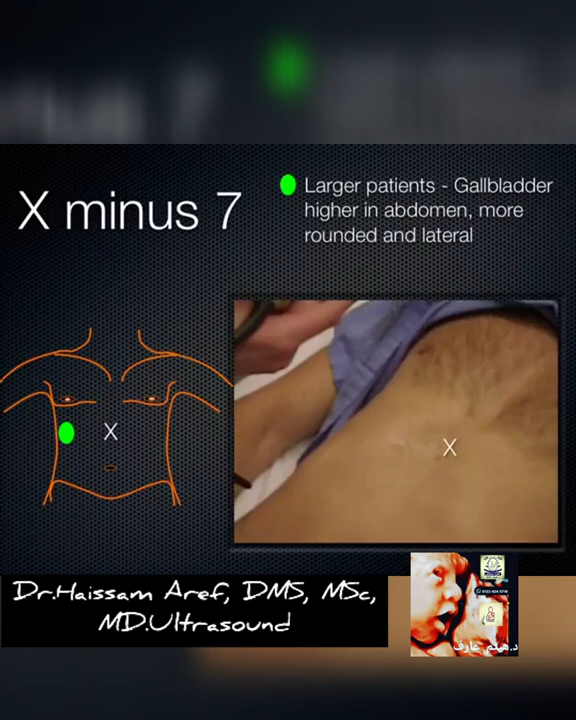 X minus 7
Larger patients - Gallbladder
higher in abdomen, more
rounded and lateral
X
X
Dr.Haissam Aref, DMS, MSc,
MD.Ultrasound
د.هيثم عارف